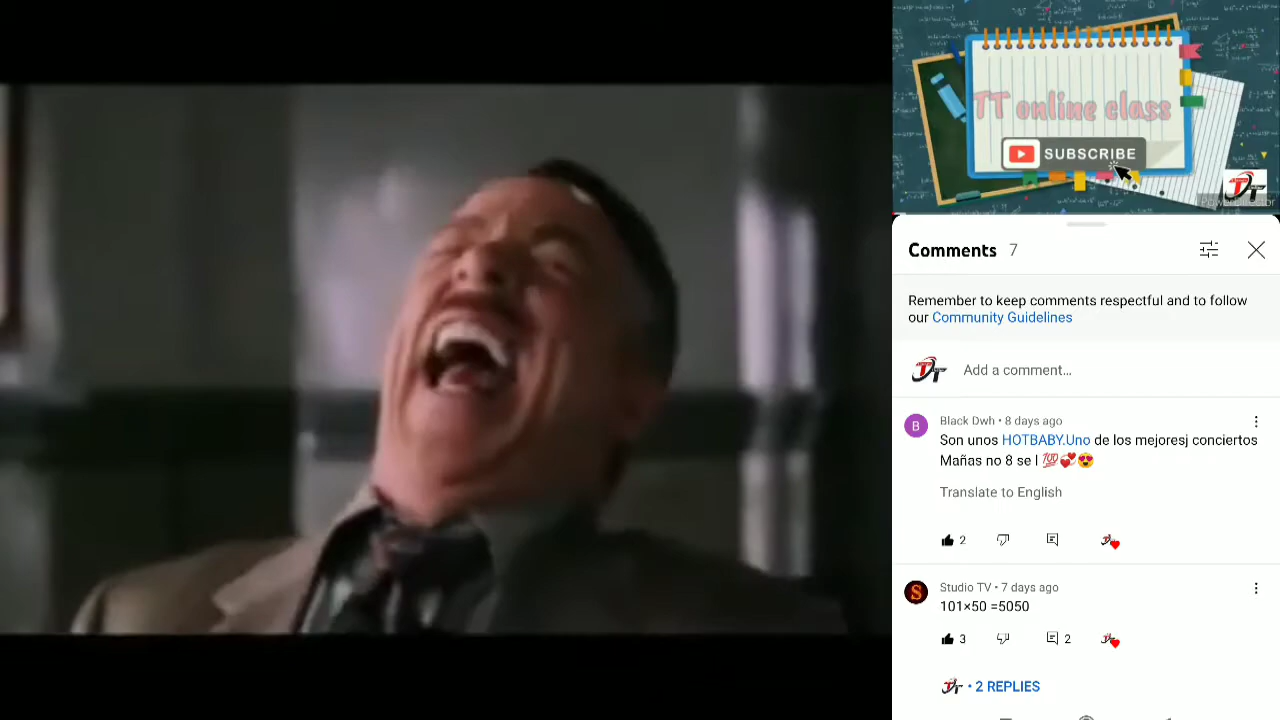 TT online class
SUBSCRIBE
Comments 7
Remember to keep comments respectful and to follow
our Community Guidelines
Add a comment...
Black Dwh • 8 days ago
Son unos HOTBABY.Uno de los mejoresj conciertos
Mañas no 8 se l 💯💞😍
Translate to English
2
Studio TV • 7 days ago
101×50 =5050
3 2
• 2 REPLIES